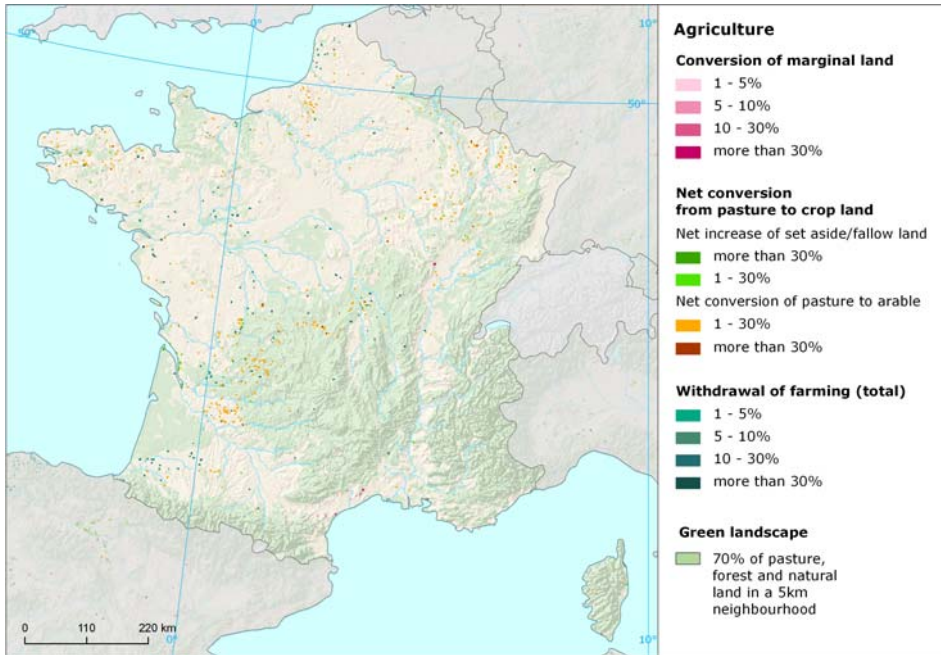 50°
0°
10°
50°
0
110
220 km
0°
10°
Agriculture
Conversion of marginal land
1 - 5%
5 - 10%
10 - 30%
more than 30%
Net conversion
from pasture to crop land
Net increase of set aside/fallow land
more than 30%
1 - 30%
Net conversion of pasture to arable
1 - 30%
more than 30%
Withdrawal of farming (total)
1 - 5%
5 - 10%
10 - 30%
more than 30%
Green landscape
70% of pasture,
forest and natural
land in a 5km
neighbourhood